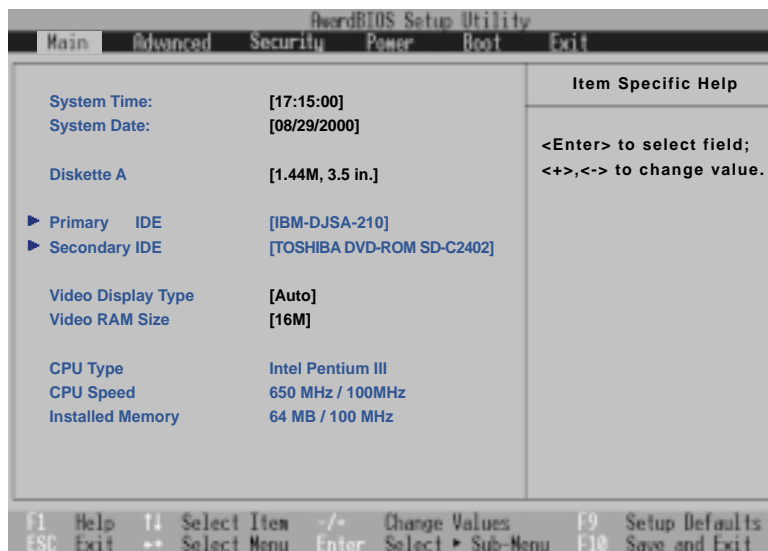 AwardBIOS Setup Utility
Main Advanced Security Power Boot Exit
Item Specific Help
System Time: [17:15:00]
System Date: [08/29/2000]
<Enter> to select field;
<+>,<-> to change value.
Diskette A [1.44M, 3.5 in.]
Primary IDE [IBM-DJSA-210]
Secondary IDE [TOSHIBA DVD-ROM SD-C2402]
Video Display Type [Auto]
Video RAM Size [16M]
CPU Type Intel Pentium III
CPU Speed 650 MHz / 100MHz
Installed Memory 64 MB / 100 MHz
F1 Help ↑↓ Select Item -/+ Change Values F9 Setup Defaults
ESC Exit ←→ Select Menu Enter Select ▸ Sub-Menu F10 Save and Exit